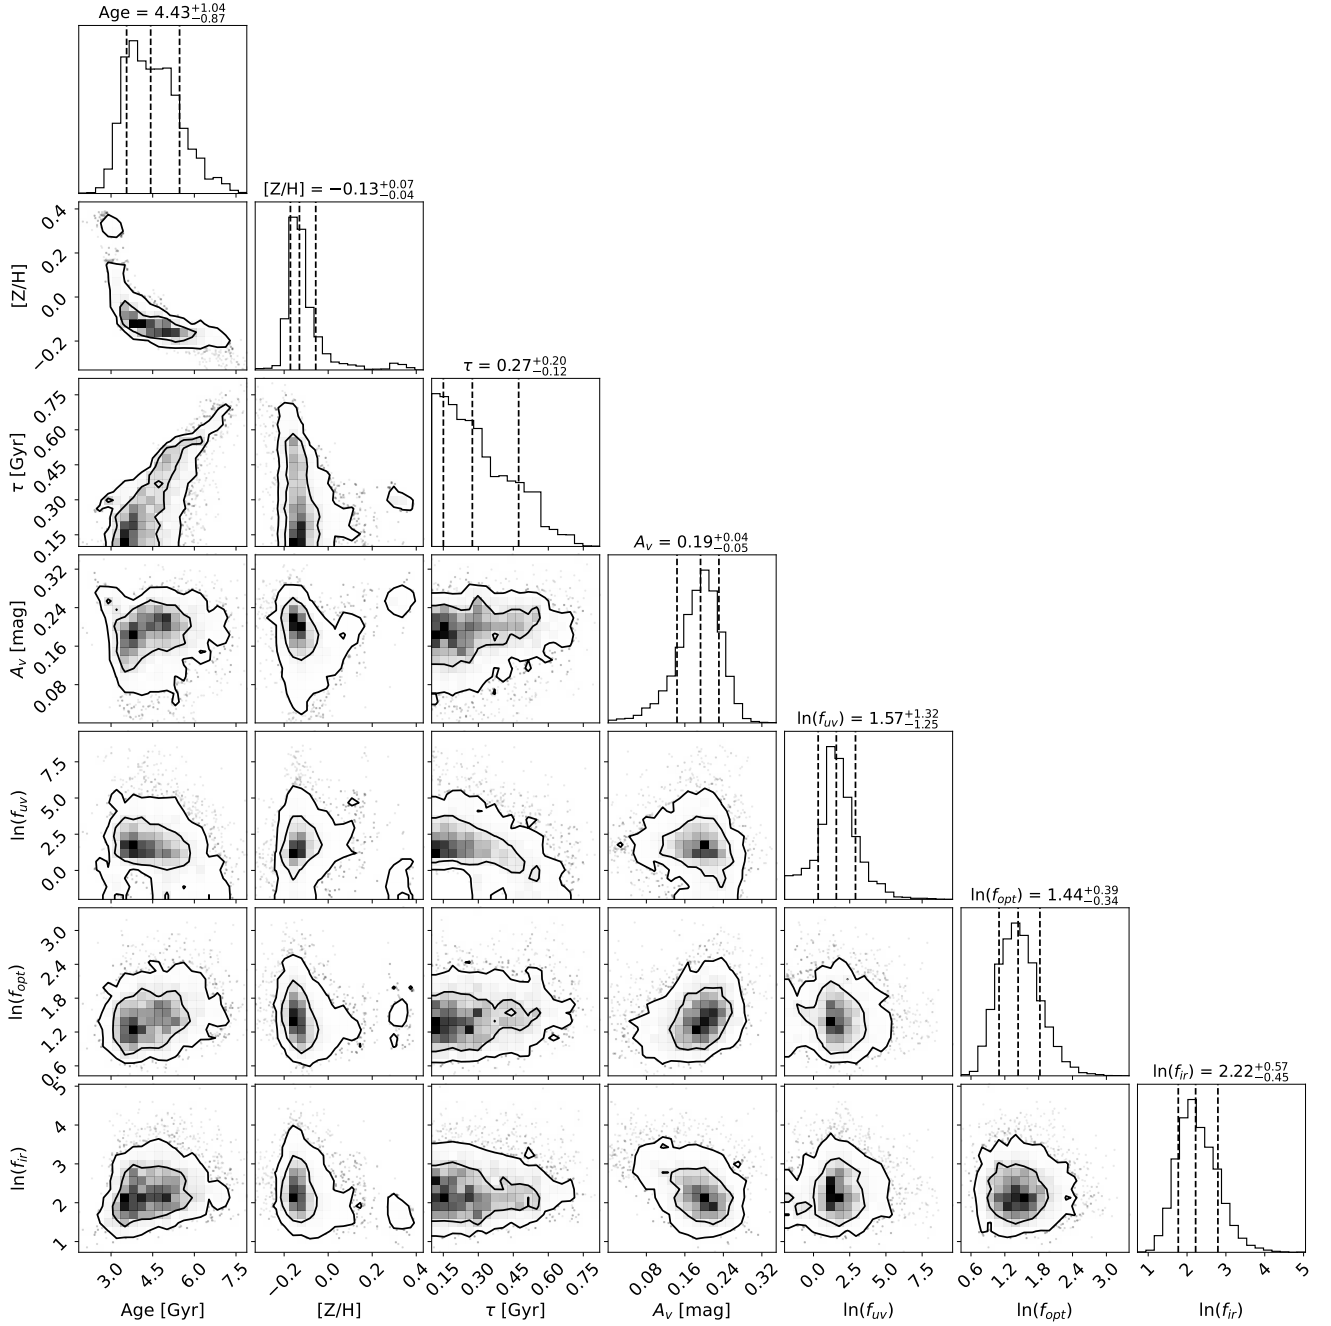 Age = 4.43+1.04−0.87
[Z/H] = −0.13+0.07−0.04
0.4
0.2
0.0
−0.2
[Z/H]
τ = 0.27+0.20−0.12
0.75
0.60
0.45
0.30
0.15
τ [Gyr]
Av = 0.19+0.04−0.05
0.32
0.24
0.16
0.08
Av [mag]
ln(fuv) = 1.57+1.32−1.25
7.5
5.0
2.5
0.0
ln(fuv)
ln(fopt) = 1.44+0.39−0.34
3.0
2.4
1.8
1.2
0.6
ln(fopt)
ln(fir) = 2.22+0.57−0.45
5
4
3
2
1
ln(fir)
3.0 4.5 6.0 7.5 −0.2 0.0 0.2 0.4 0.15 0.30 0.45 0.60 0.75 0.08 0.16 0.24 0.32 0.0 2.5 5.0 7.5 0.6 1.2 1.8 2.4 3.0 1 2 3 4 5
Age [Gyr] [Z/H] τ [Gyr] Av [mag] ln(fuv) ln(fopt) ln(fir)